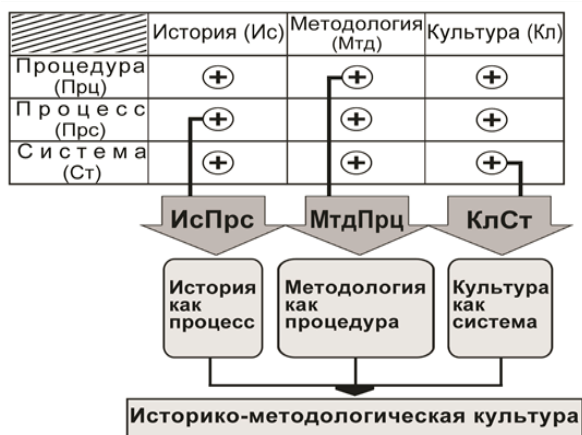 История (Ис) Методология (Мтд) Культура (Кл)
Процедура
(Прц)
Процесс
(Прс)
Система
(Ст)
ИсПрс МтдПрц КлСт
История как процесс
Методология как процедура
Культура как система
Историко-методологическая культура